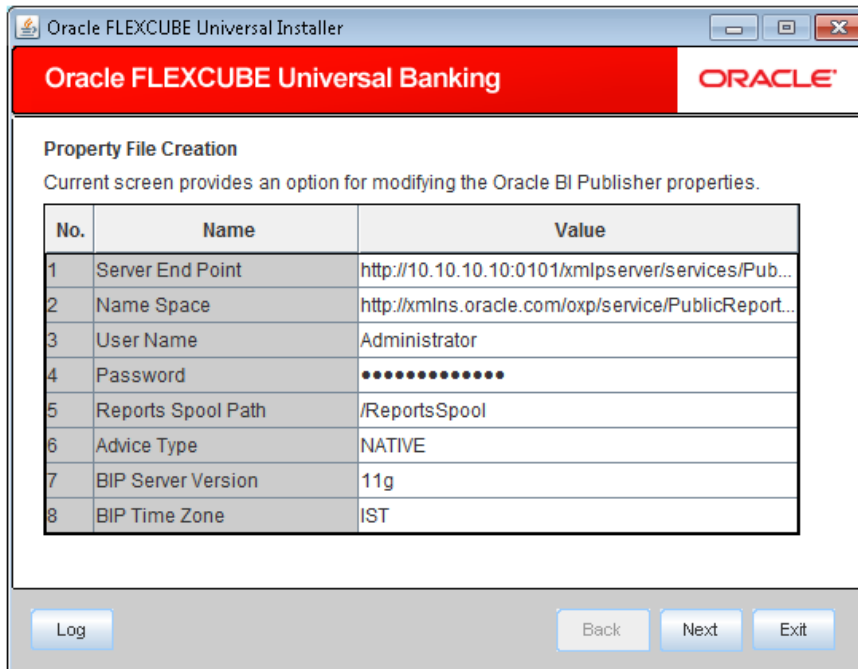 Oracle FLEXCUBE Universal Installer
Oracle FLEXCUBE Universal Banking
ORACLE
Property File Creation
Current screen provides an option for modifying the Oracle BI Publisher properties.
No. Name Value
1 Server End Point http://10.10.10.10:0101/xmlpserver/services/Pub...
2 Name Space http://xmlns.oracle.com/oxp/service/PublicReport...
3 User Name Administrator
4 Password •••••••••••••
5 Reports Spool Path /ReportsSpool
6 Advice Type NATIVE
7 BIP Server Version 11g
8 BIP Time Zone IST
Log Back Next Exit